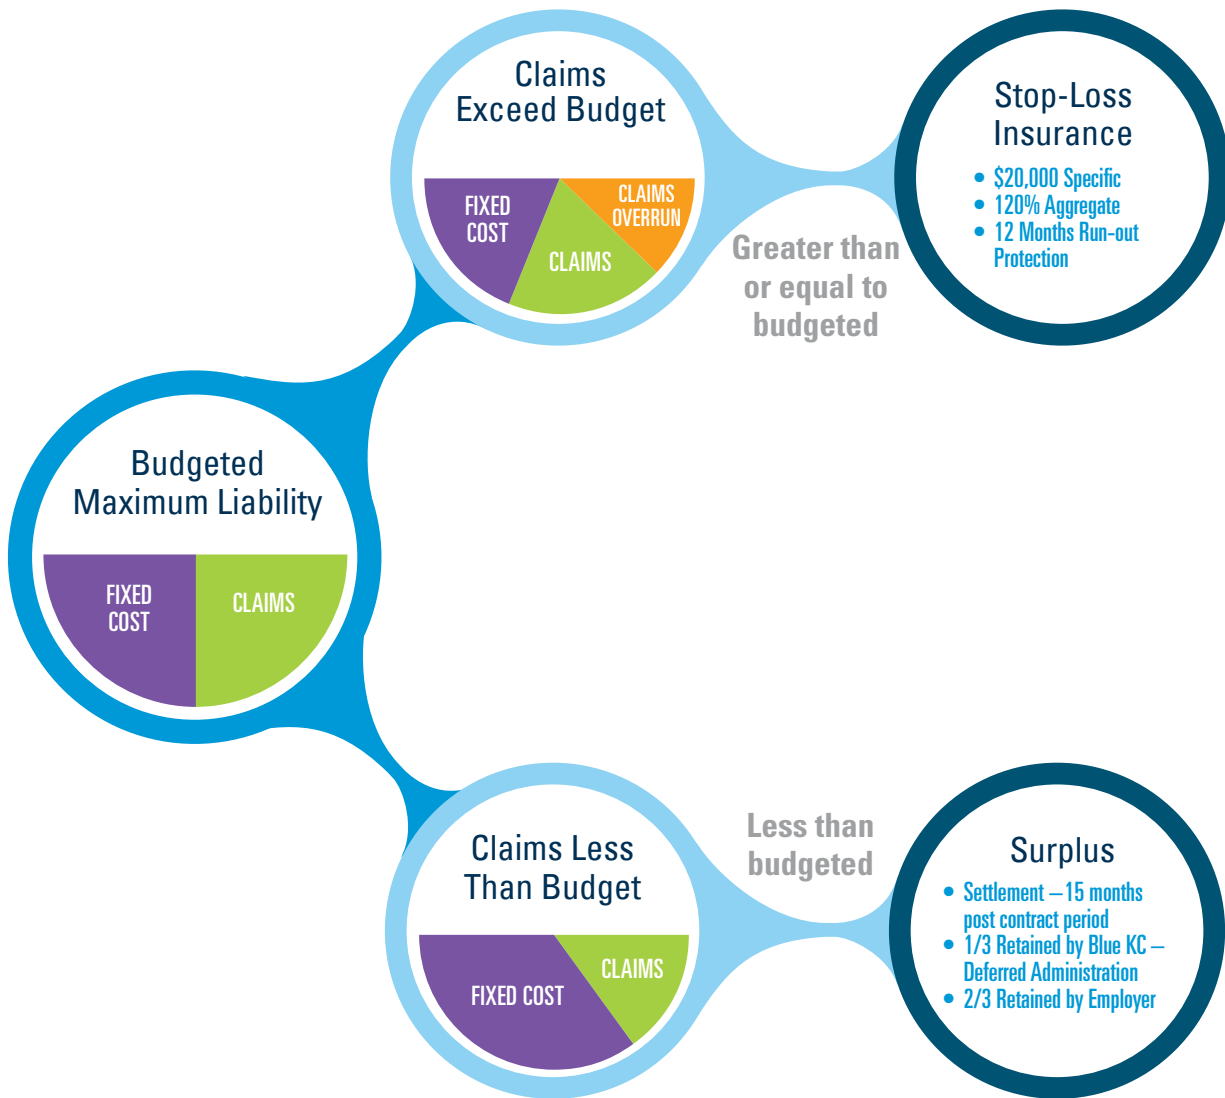 Claims
Exceed Budget
FIXED
COST
CLAIMS
CLAIMS
OVERRUN
Greater than
or equal to
budgeted
Stop-Loss
Insurance
• $20,000 Specific
• 120% Aggregate
• 12 Months Run-out
Protection
Budgeted
Maximum Liability
FIXED
COST
CLAIMS
Claims Less
Than Budget
FIXED COST
CLAIMS
Less than
budgeted
Surplus
• Settlement – 15 months
post contract period
• 1/3 Retained by Blue KC –
Deferred Administration
• 2/3 Retained by Employer